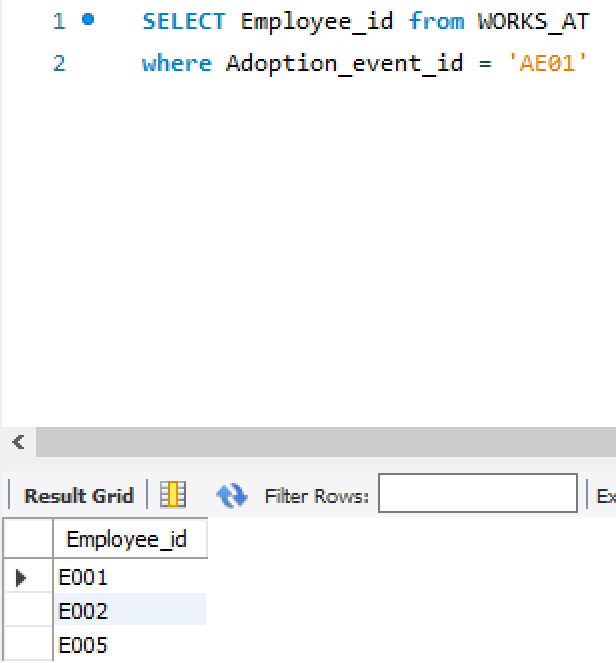 1 SELECT Employee_id from WORKS_AT
2 where Adoption_event_id = 'AE01'
Result Grid Filter Rows: Ex
Employee_id
E001
E002
E005